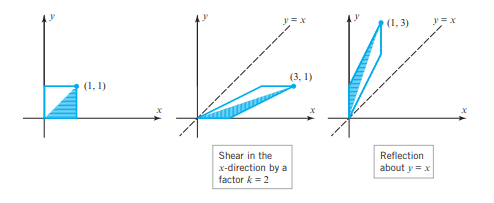 y
(1, 1)
x
y
y = x
(3, 1)
x
Shear in the
x-direction by a
factor k = 2
y
(1, 3)
y = x
x
Reflection
about y = x